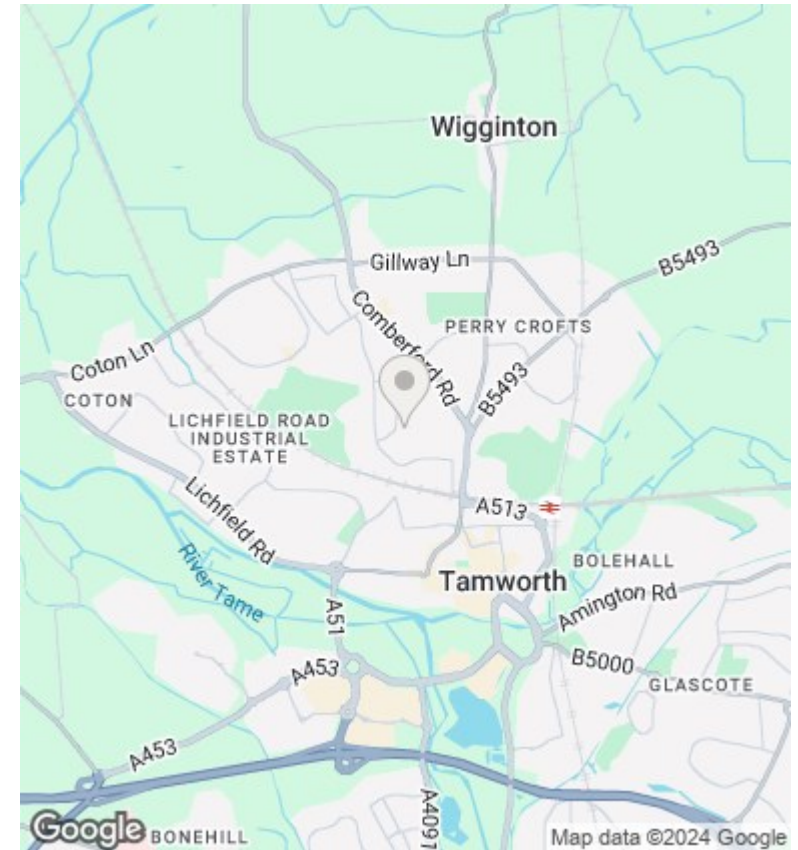 Wigginton
Gillway Ln
B5493
Comberford Rd
PERRY CROFTS
Coton Ln
B5493
COTON
LICHFIELD ROAD
INDUSTRIAL
ESTATE
Lichfield Rd
A513
River Tame
BOLEHALL
Tamworth
Amington Rd
A51
B5000
A453
GLASCOTE
A453
A4091
Google
BONEHILL
Map data ©2024 Google